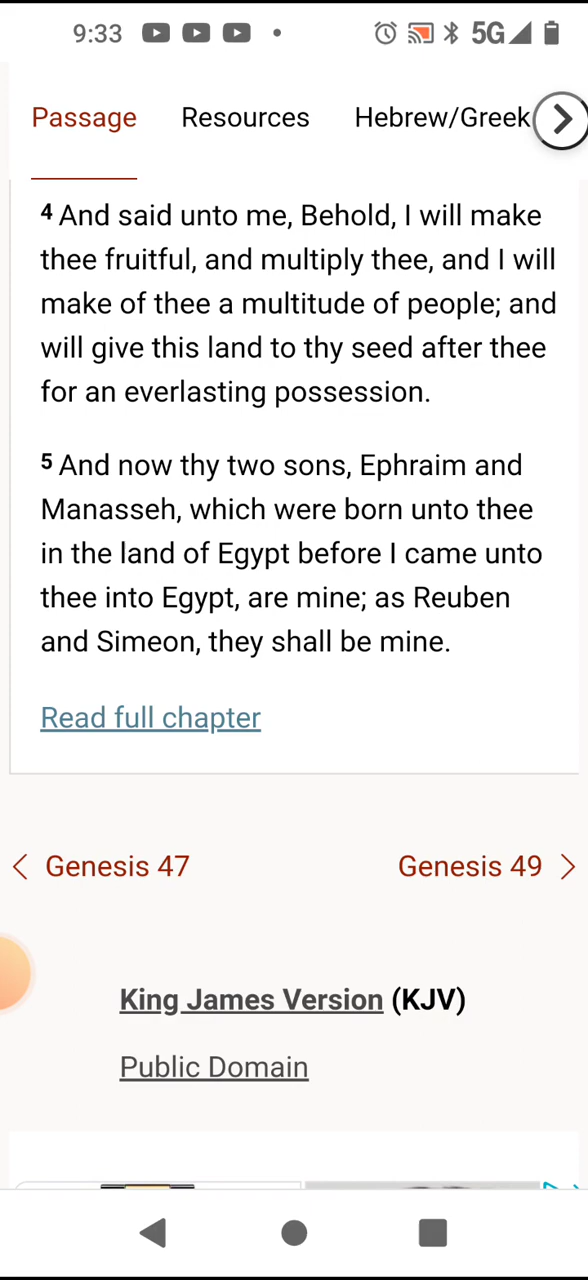 9:33 5G
Passage Resources Hebrew/Greek
4 And said unto me, Behold, I will make
thee fruitful, and multiply thee, and I will
make of thee a multitude of people; and
will give this land to thy seed after thee
for an everlasting possession.
5 And now thy two sons, Ephraim and
Manasseh, which were born unto thee
in the land of Egypt before I came unto
thee into Egypt, are mine; as Reuben
and Simeon, they shall be mine.
Read full chapter
Genesis 47 Genesis 49
King James Version (KJV)
Public Domain